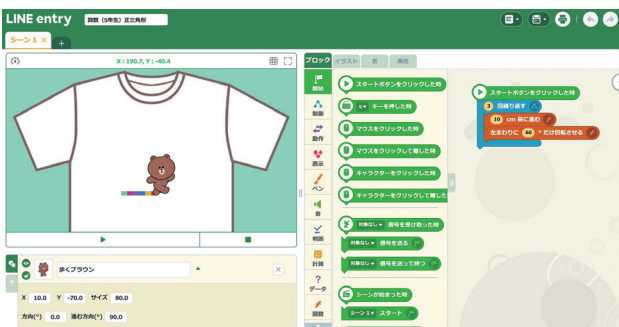 LINE entry
算数（5年生）正三角形
シーン1 ×
+
X : 190.7, Y : -40.4
歩くブラウン
X 10.0 Y -70.0 サイズ 80.0
方向(°) 0.0 進む方向(°) 90.0
ブロック イラスト 音 属性
開始
制御
動作
表示
ペン
音
判断
計算
データ
関数
スタートボタンをクリックした時
q キーを押した時
マウスをクリックした時
マウスをクリックして離した時
キャラクターをクリックした時
キャラクターをクリックして離した
対象なし 信号を受け取った時
対象なし 信号を送る
対象なし 信号を送って待つ
シーンが始まった時
シーン1 スタート
スタートボタンをクリックした時
3 回繰り返す
10 cm 前に進む
左まわりに 60 ° だけ回転させる